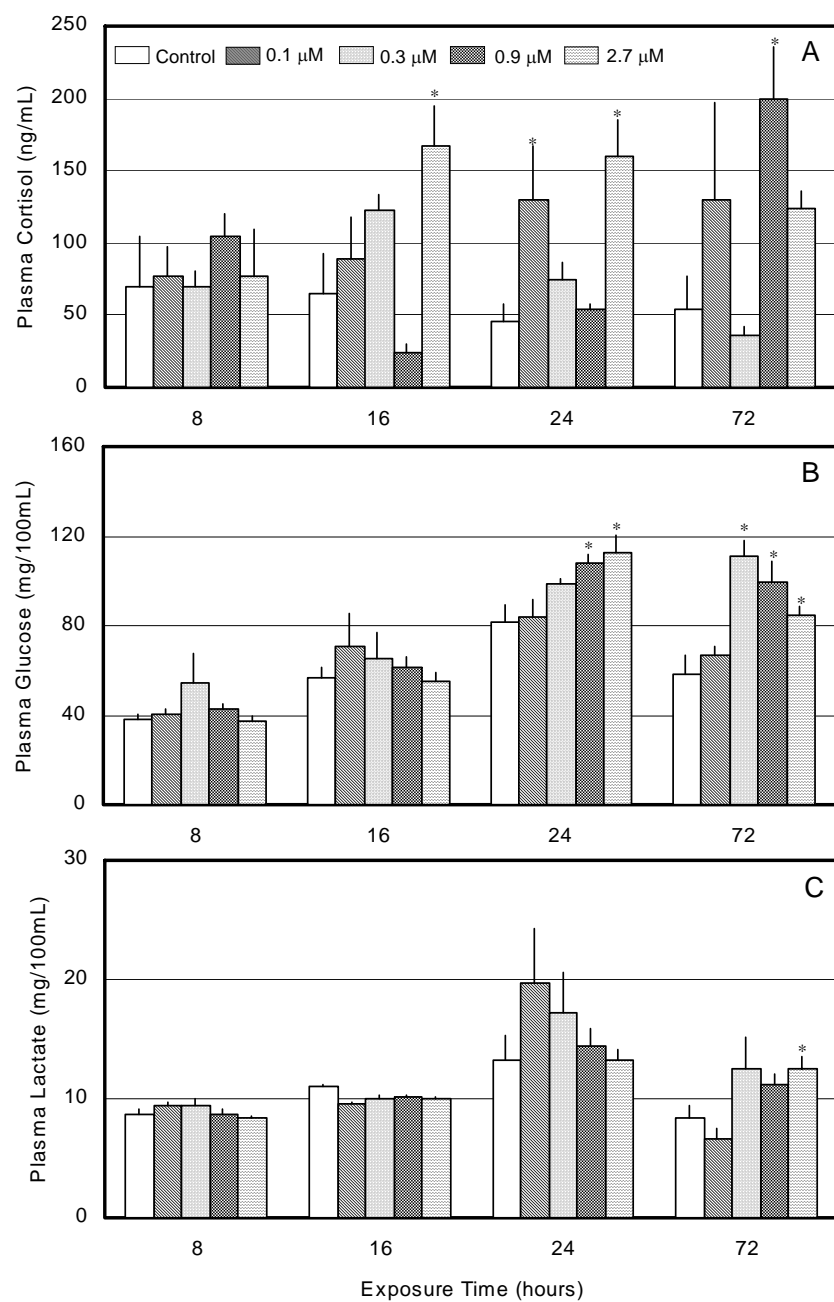 250
A
Control 0.1 μM 0.3 μM 0.9 μM 2.7 μM
*
*
200
*
*
150
100
50
0
Plasma Cortisol (ng/mL)
8 16 24 72
160
B
120
* * * * *
80
40
0
Plasma Glucose (mg/100mL)
8 16 24 72
30
C
20
*
10
0
Plasma Lactate (mg/100mL)
8 16 24 72
Exposure Time (hours)